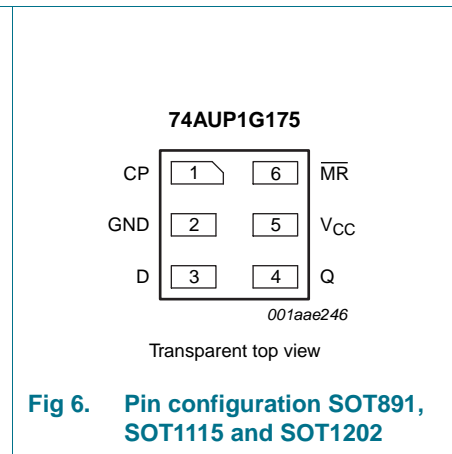 74AUP1G175
CP 1 6 M̅R̅
GND 2 5 VCC
D 3 4 Q
001aae246
Transparent top view
Fig 6. Pin configuration SOT891,
SOT1115 and SOT1202